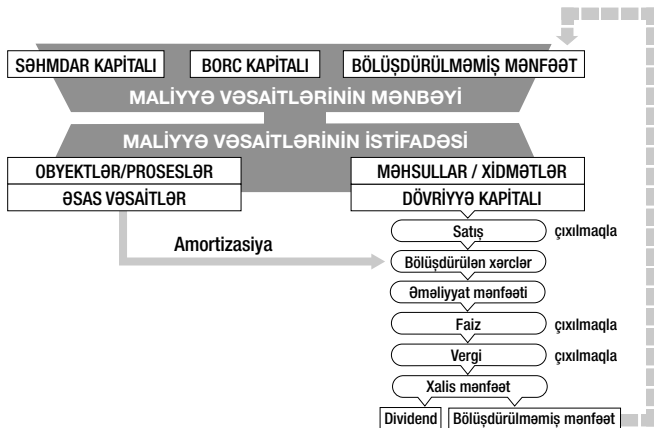 SƏHMDAR KAPİTALI BORC KAPİTALI BÖLÜŞDÜRÜLMƏMİŞ MƏNFƏƏT
MALİYYƏ VƏSAİTLƏRİNİN MƏNBƏYİ
MALİYYƏ VƏSAİTLƏRİNİN İSTİFADƏSİ
OBYEKTLƏR/PROSESLƏR MƏHSULLAR / XİDMƏTLƏR
ƏSAS VƏSAİTLƏR DÖVRİYYƏ KAPİTALI
Satış çıxılmaqla
Amortizasiya
Bölüşdürülən xərclər
Əməliyyat mənfəəti
Faiz çıxılmaqla
Vergi çıxılmaqla
Xalis mənfəət
Dividend Bölüşdürülməmiş mənfəət